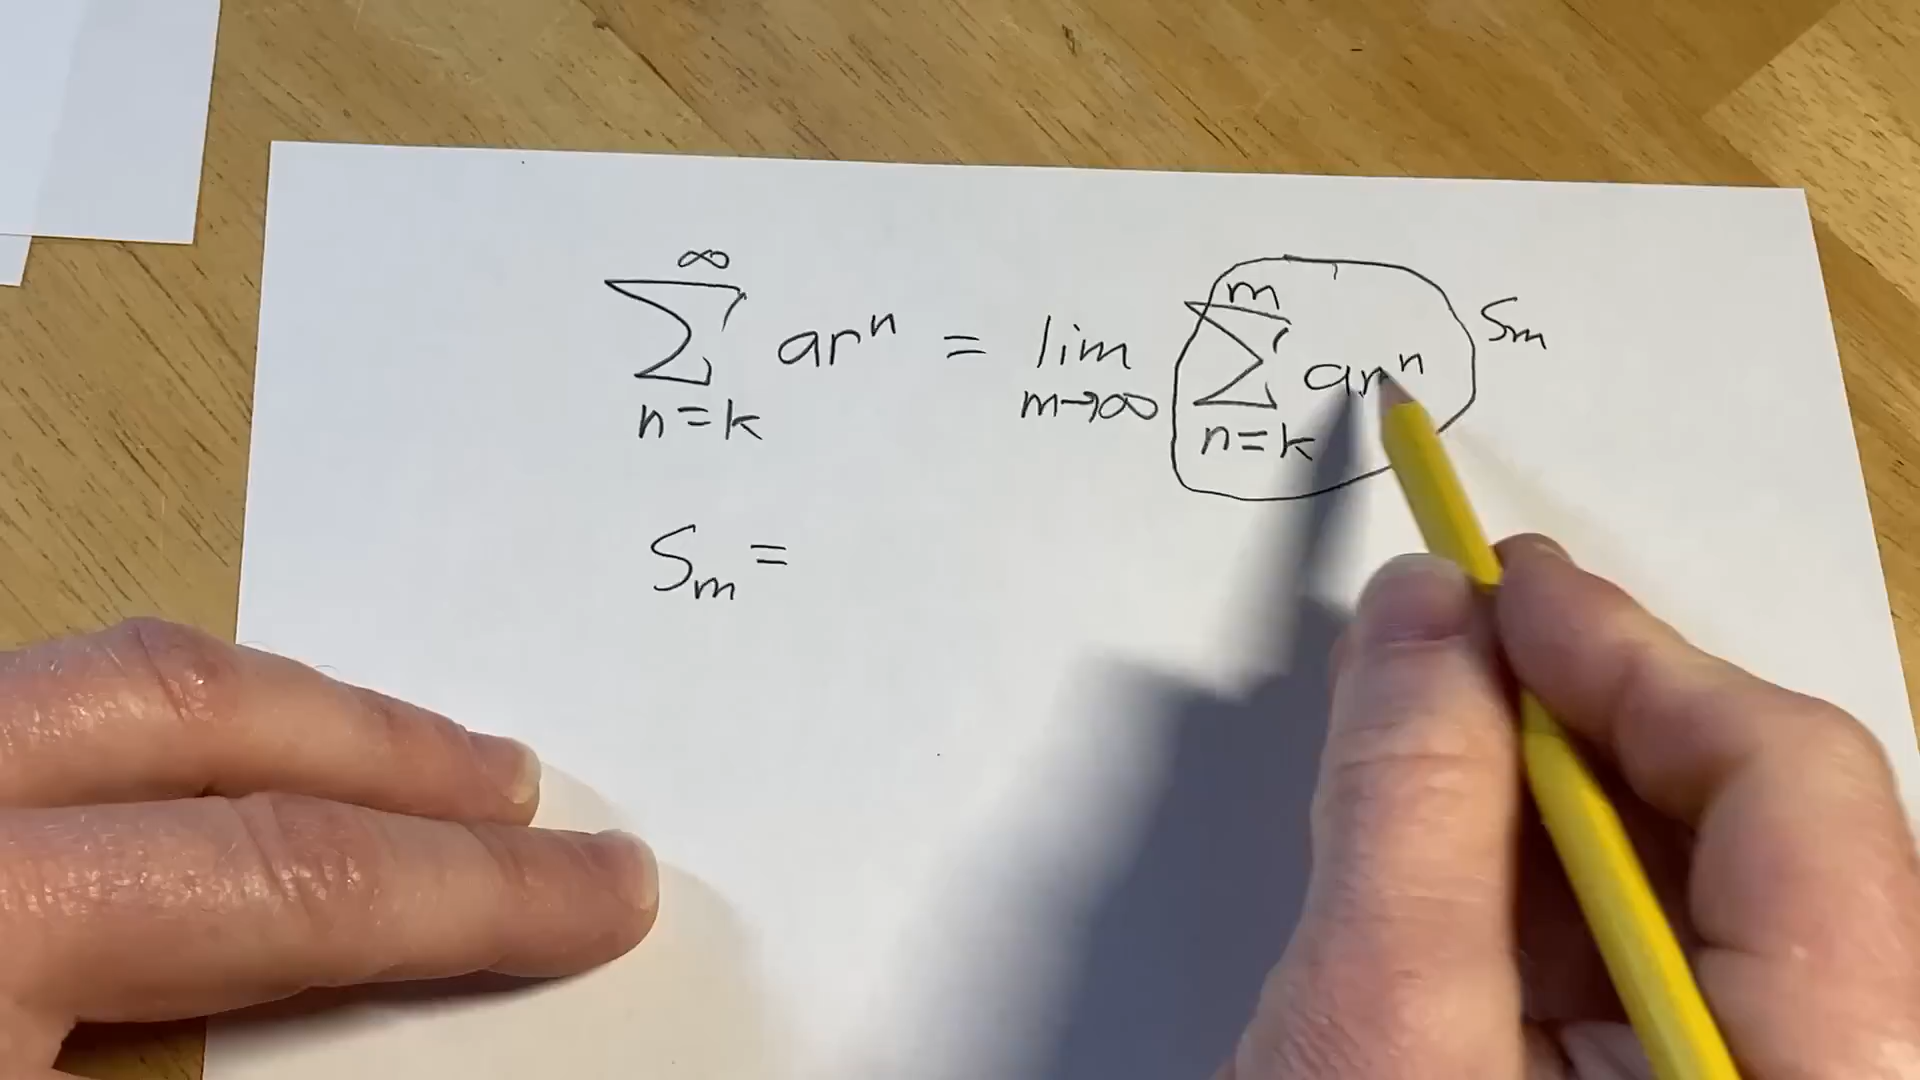 ∞ m
∑ arⁿ = lim ∑ arⁿ Sₘ
n=k m→∞ n=k
Sₘ =